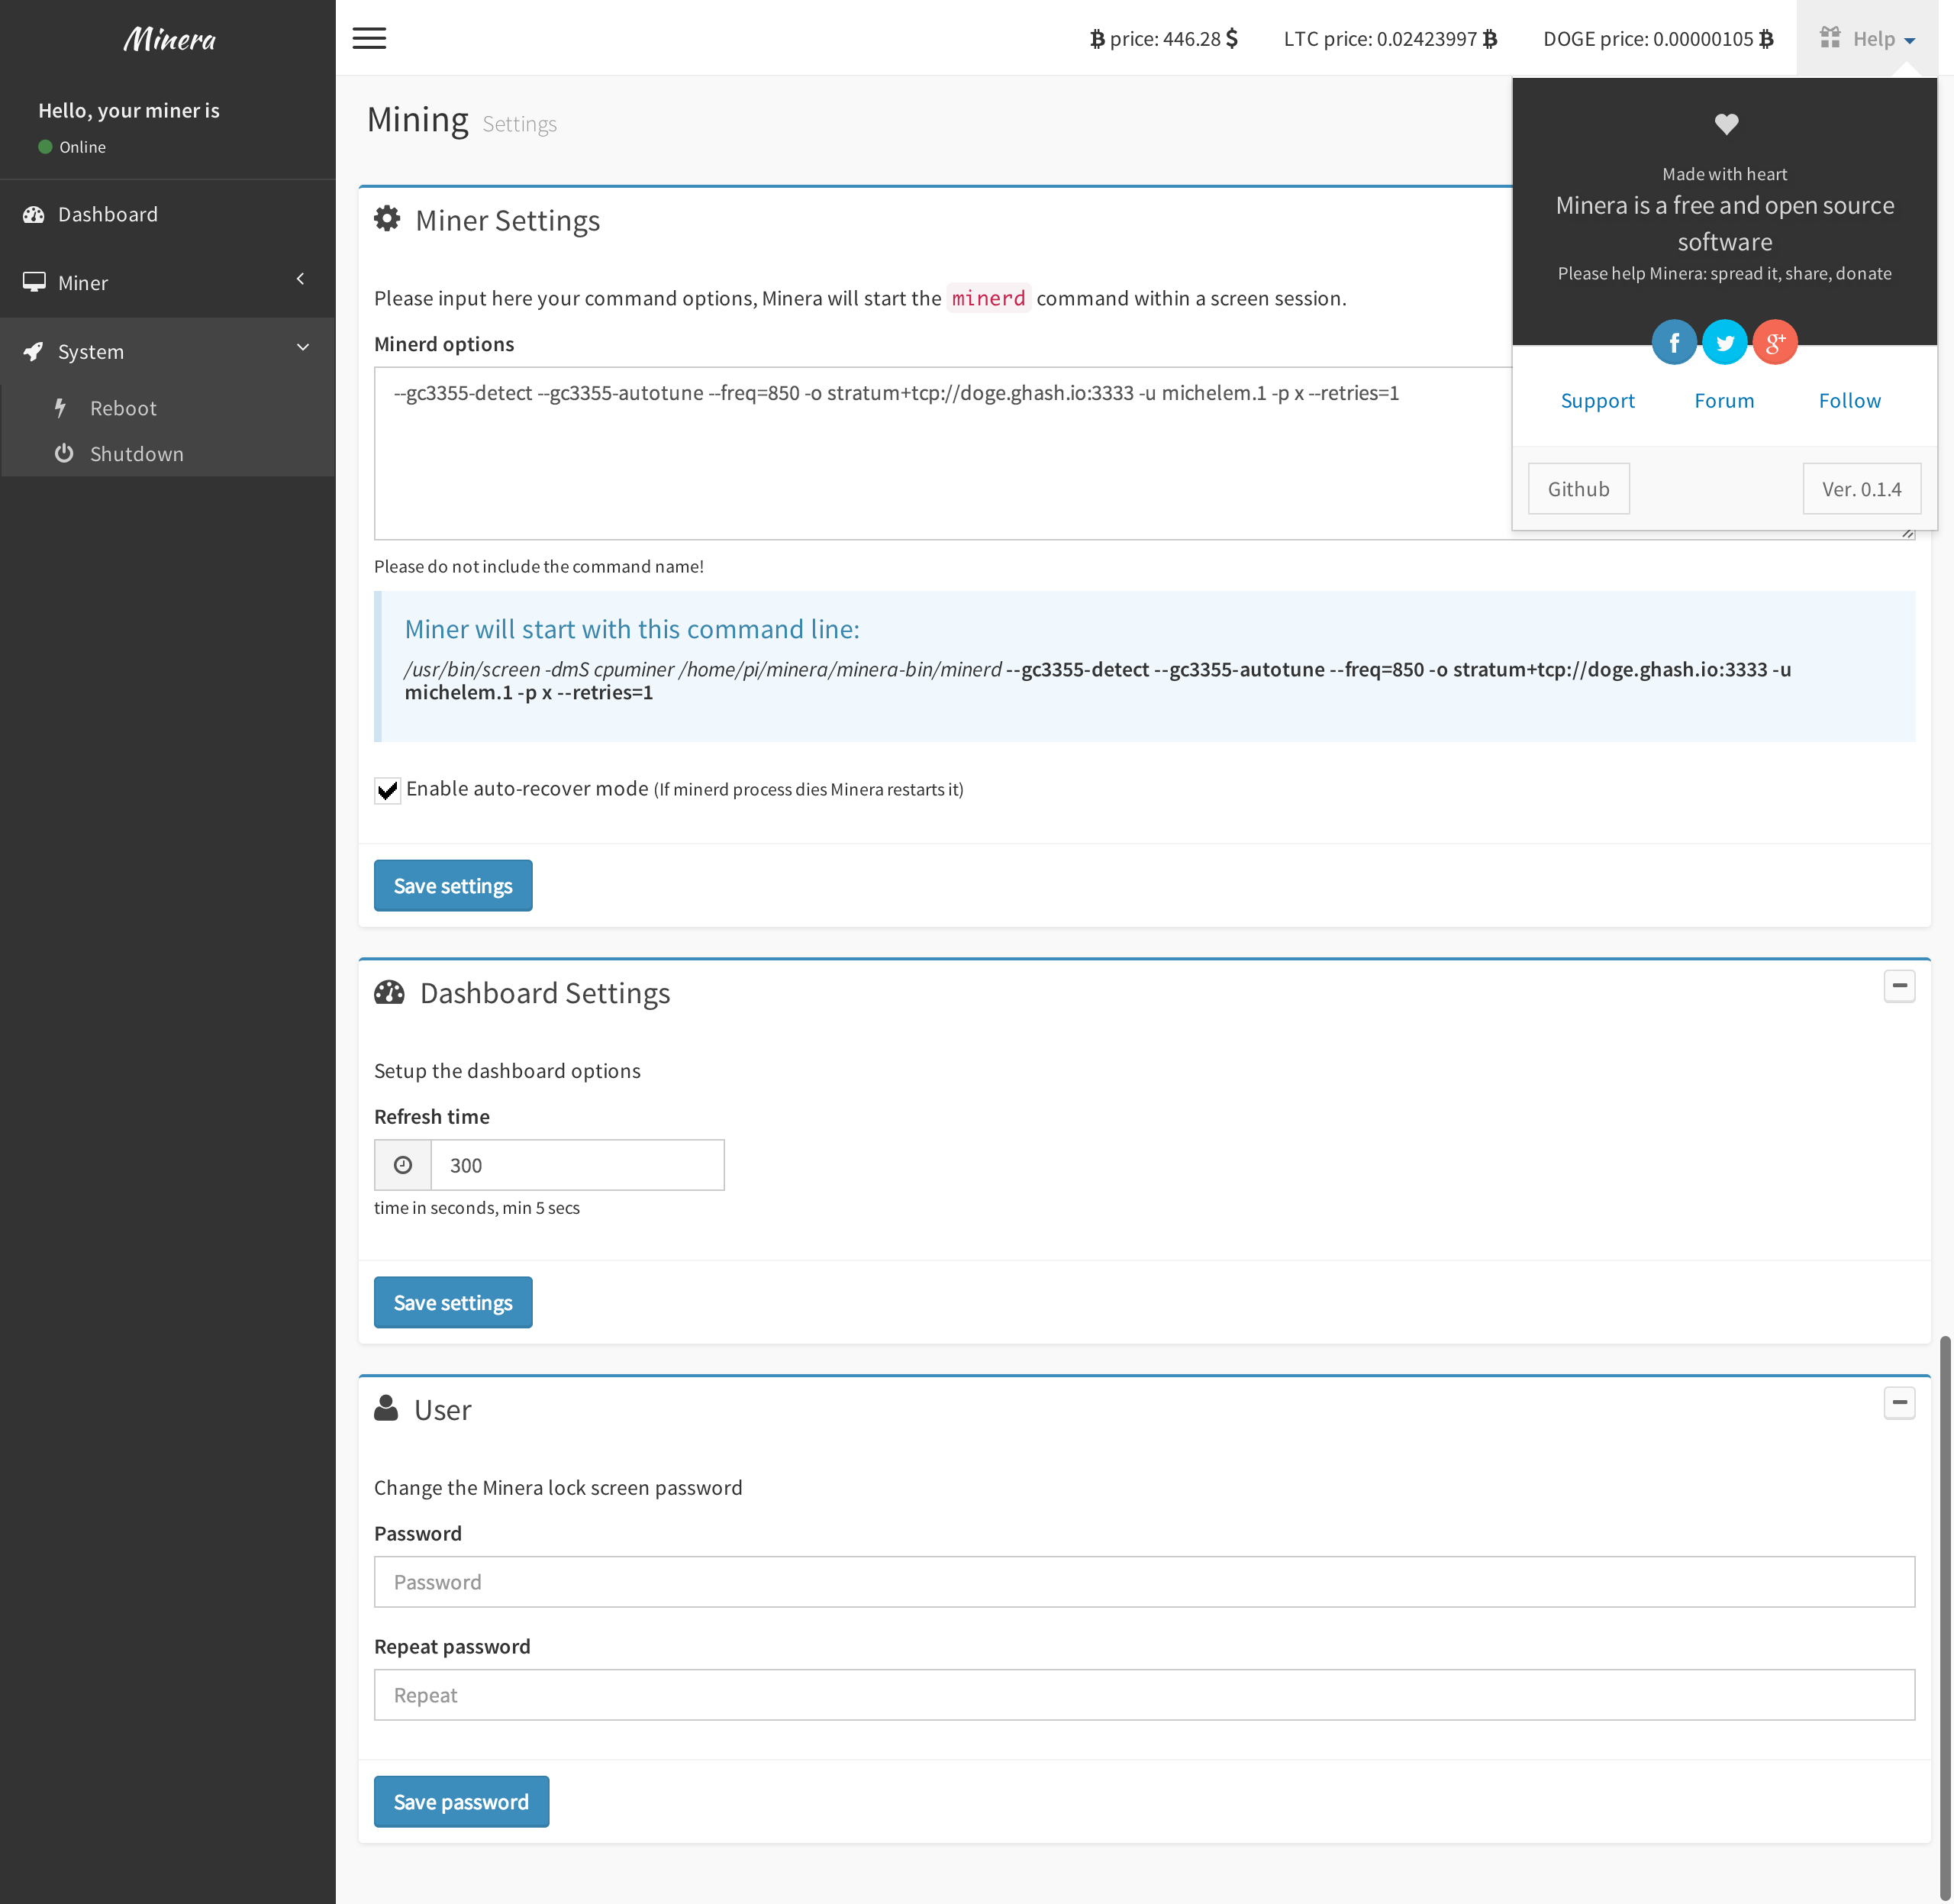 Minera
Hello, your miner is
Online
Dashboard
Miner
System
Reboot
Shutdown
₿ price: 446.28 $
LTC price: 0.02423997 ₿
DOGE price: 0.00000105 ₿
Help
Made with heart
Minera is a free and open source
software
Please help Minera: spread it, share, donate
Support
Forum
Follow
Github
Ver. 0.1.4
Mining Settings
Miner Settings
Please input here your command options, Minera will start the minerd command within a screen session.
Minerd options
--gc3355-detect --gc3355-autotune --freq=850 -o stratum+tcp://doge.ghash.io:3333 -u michelem.1 -p x --retries=1
Please do not include the command name!
Miner will start with this command line:
/usr/bin/screen -dmS cpuminer /home/pi/minera/minera-bin/minerd --gc3355-detect --gc3355-autotune --freq=850 -o stratum+tcp://doge.ghash.io:3333 -u
michelem.1 -p x --retries=1
Enable auto-recover mode (If minerd process dies Minera restarts it)
Save settings
Dashboard Settings
Setup the dashboard options
Refresh time
300
time in seconds, min 5 secs
Save settings
User
Change the Minera lock screen password
Password
Password
Repeat password
Repeat
Save password